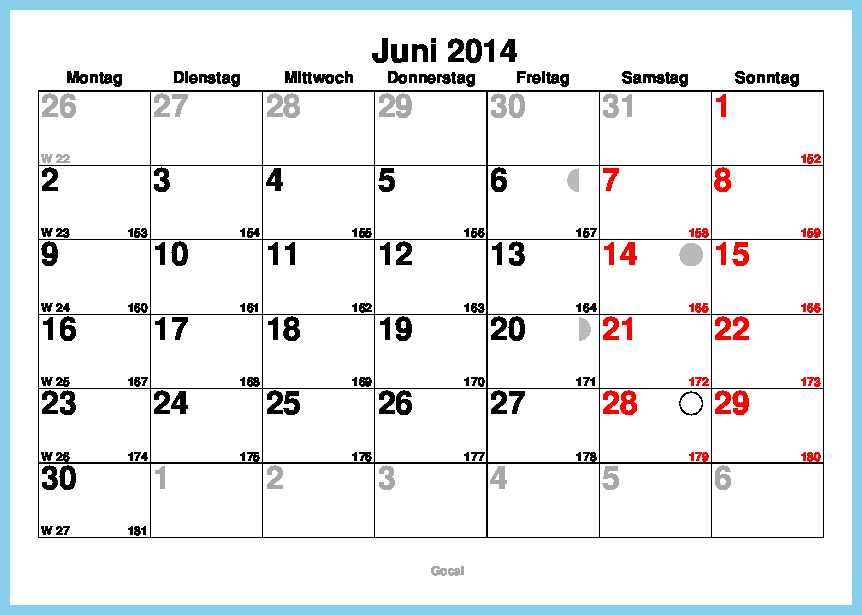 Juni 2014
Montag Dienstag Mittwoch Donnerstag Freitag Samstag Sonntag
26 27 28 29 30 31 1
W 22 152
2 3 4 5 6 7 8
W 23 153 154 155 156 157 158 159
9 10 11 12 13 14 15
W 24 160 161 162 163 164 165 166
16 17 18 19 20 21 22
W 25 167 168 169 170 171 172 173
23 24 25 26 27 28 29
W 26 174 175 176 177 178 179 180
30 1 2 3 4 5 6
W 27 181
Gocal